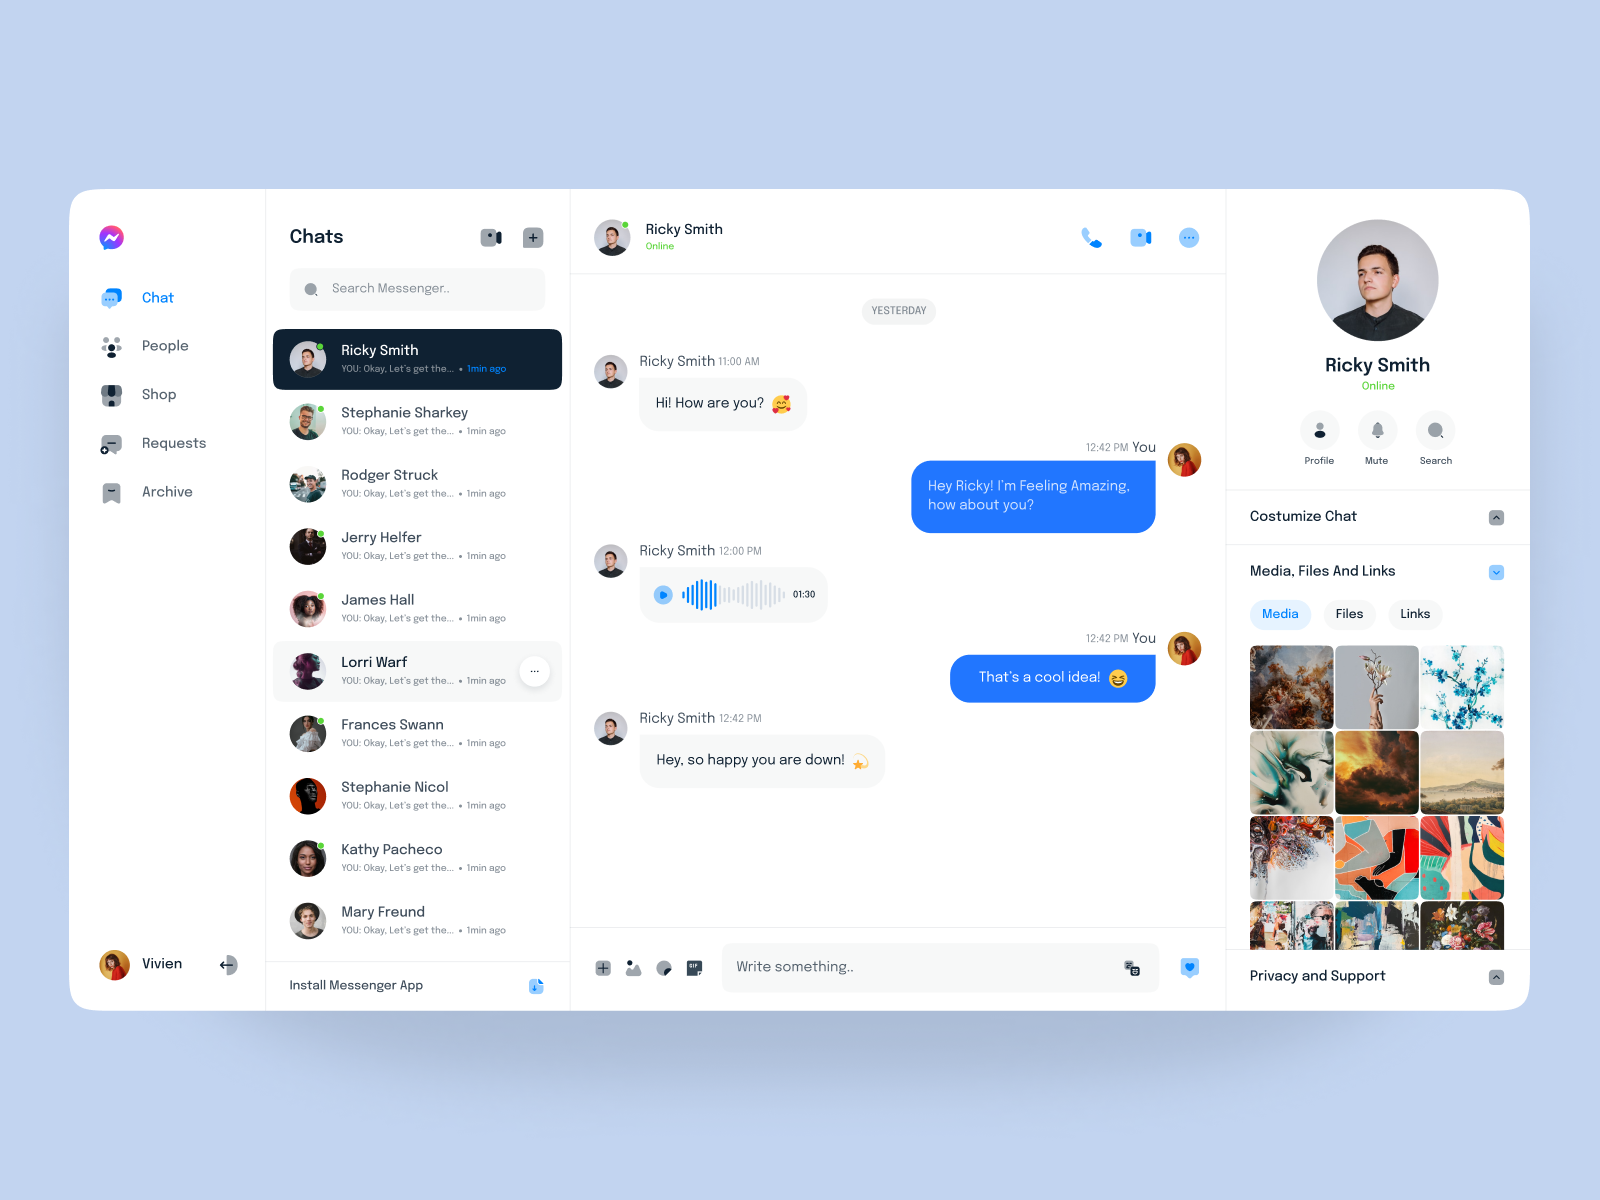 Chat
People
Shop
Requests
Archive
Vivien
Chats
Search Messenger..
Ricky Smith
YOU: Okay, Let's get the... • 1min ago
Stephanie Sharkey
YOU: Okay, Let's get the... • 1min ago
Rodger Struck
YOU: Okay, Let's get the... • 1min ago
Jerry Helfer
YOU: Okay, Let's get the... • 1min ago
James Hall
YOU: Okay, Let's get the... • 1min ago
Lorri Warf
YOU: Okay, Let's get the... • 1min ago
Frances Swann
YOU: Okay, Let's get the... • 1min ago
Stephanie Nicol
YOU: Okay, Let's get the... • 1min ago
Kathy Pacheco
YOU: Okay, Let's get the... • 1min ago
Mary Freund
YOU: Okay, Let's get the... • 1min ago
Install Messenger App
Ricky Smith
Online
YESTERDAY
Ricky Smith 11:00 AM
Hi! How are you? 🥰
12:42 PM You
Hey Ricky! I'm Feeling Amazing,
how about you?
Ricky Smith 12:00 PM
01:30
12:42 PM You
That's a cool idea! 😆
Ricky Smith 12:42 PM
Hey, so happy you are down! 💫
GIF
Write something..
Ricky Smith
Online
Profile Mute Search
Costumize Chat
Media, Files And Links
Media Files Links
Privacy and Support